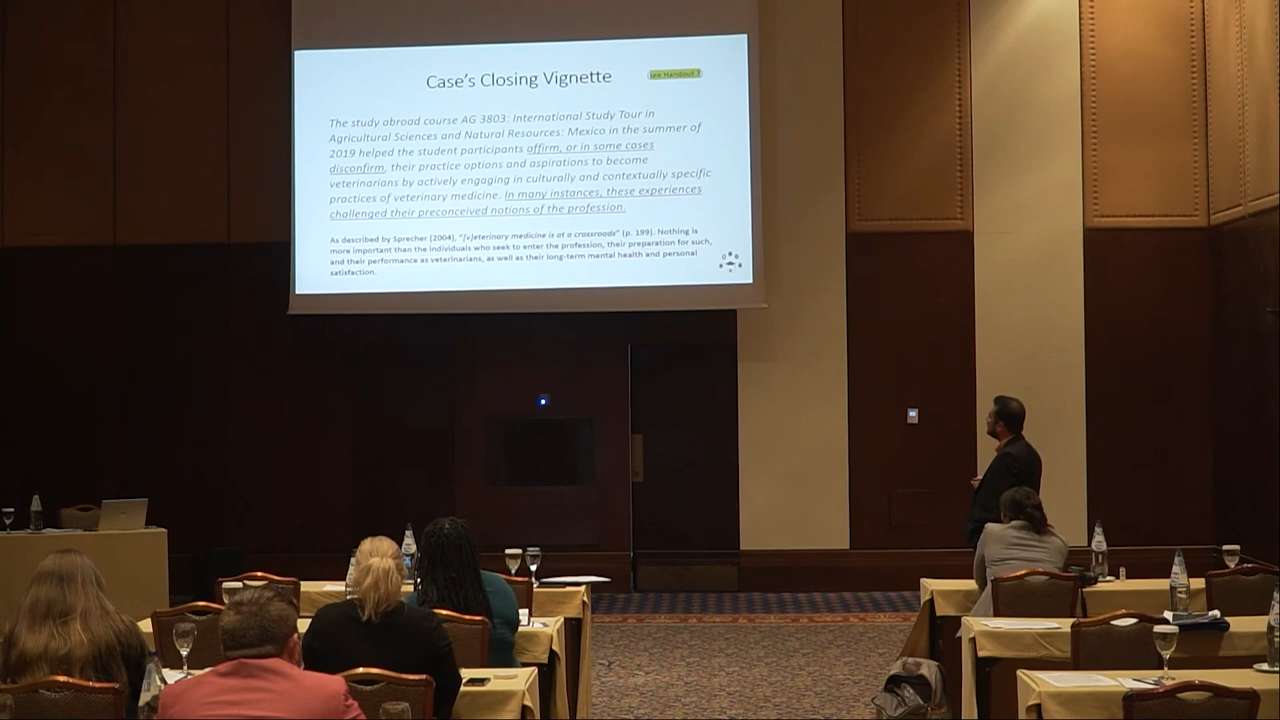 Case's Closing Vignette
see Handout 7
The study abroad course AG 3803: International Study Tour in
Agricultural Sciences and Natural Resources: Mexico in the summer of
2019 helped the student participants affirm, or in some cases
disconfirm, their practice options and aspirations to become
veterinarians by actively engaging in culturally and contextually specific
practices of veterinary medicine. In many instances, these experiences
challenged their preconceived notions of the profession.
As described by Sprecher (2004), "[v]eterinary medicine is at a crossroads" (p. 199). Nothing is
more important than the individuals who seek to enter the profession, their preparation for such,
and their performance as veterinarians, as well as their long-term mental health and personal
satisfaction.